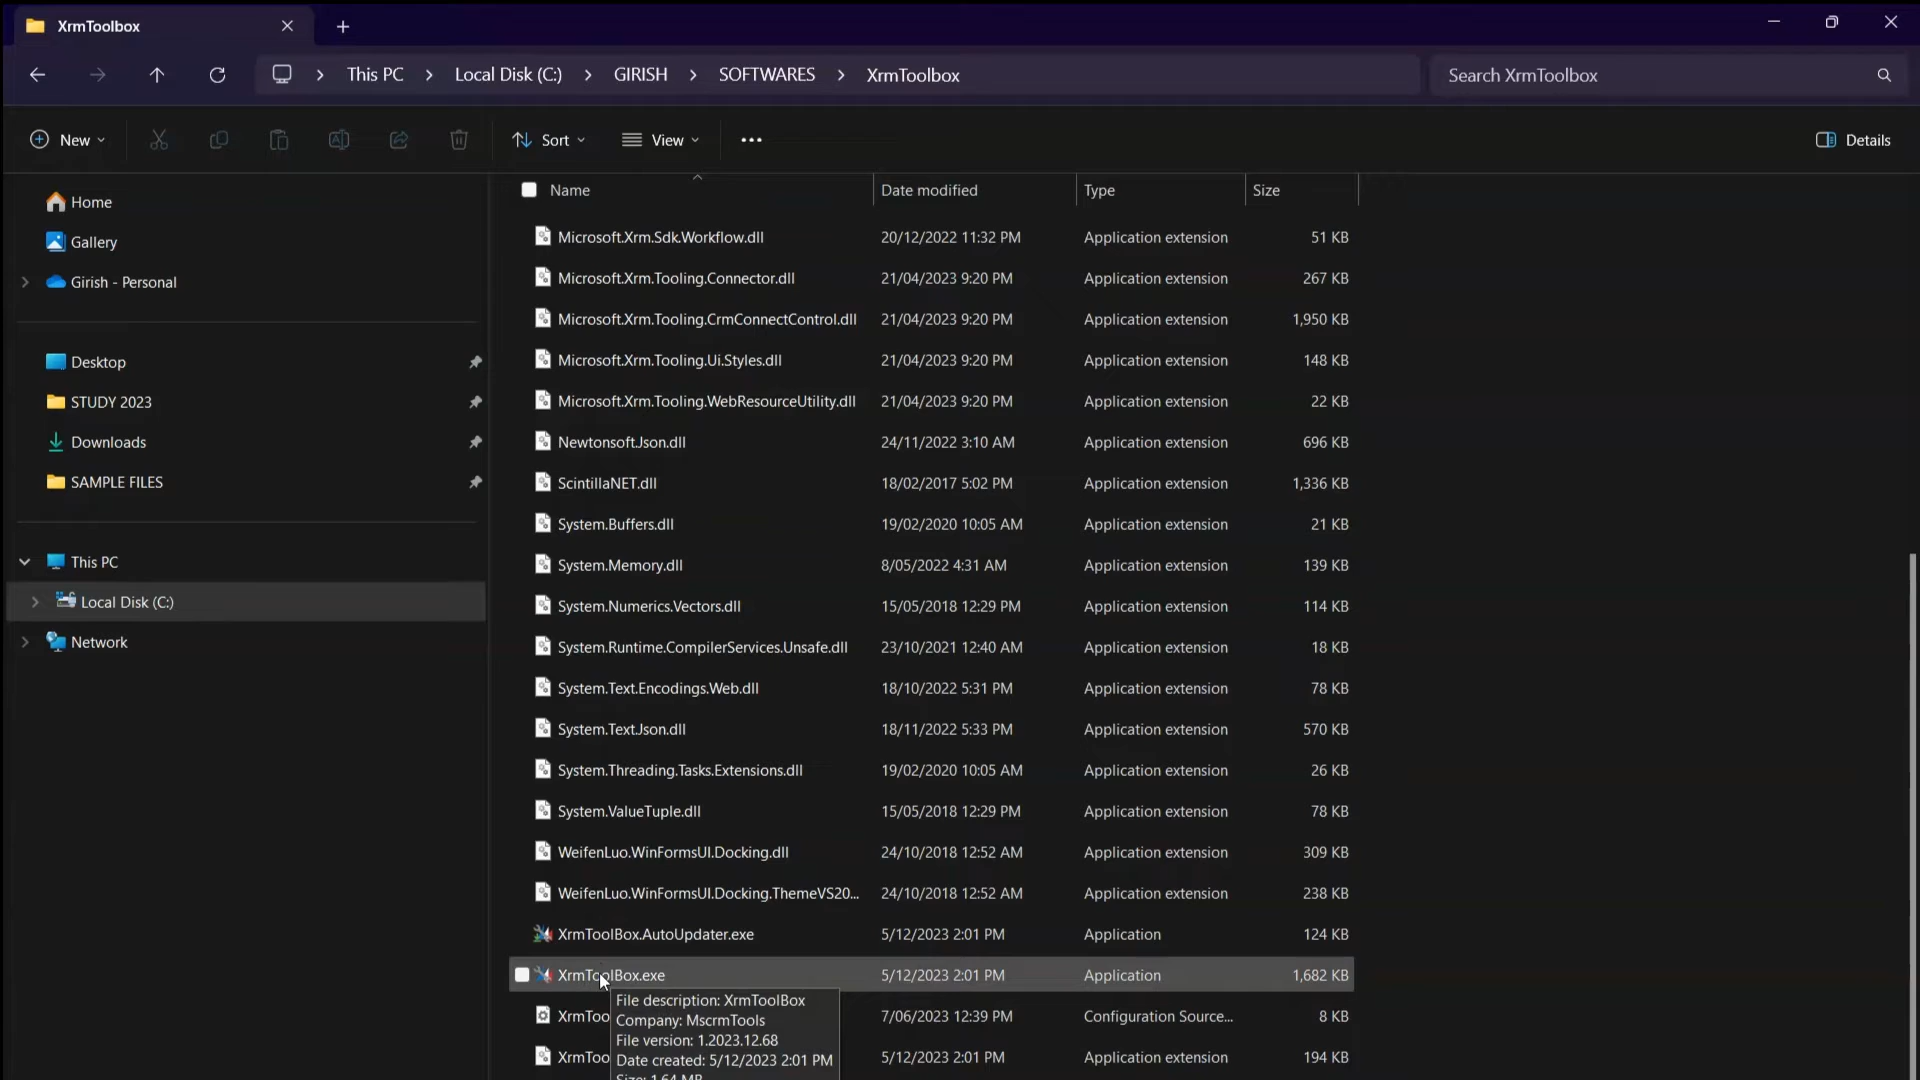 XrmToolbox
This PC > Local Disk (C:) > GIRISH > SOFTWARES > XrmToolbox
Search XrmToolbox
New
Sort
View
Details
Home
Gallery
Girish - Personal
Desktop
STUDY 2023
Downloads
SAMPLE FILES
This PC
Local Disk (C:)
Network
Name Date modified Type Size
Microsoft.Xrm.Sdk.Workflow.dll 20/12/2022 11:32 PM Application extension 51 KB
Microsoft.Xrm.Tooling.Connector.dll 21/04/2023 9:20 PM Application extension 267 KB
Microsoft.Xrm.Tooling.CrmConnectControl.dll 21/04/2023 9:20 PM Application extension 1,950 KB
Microsoft.Xrm.Tooling.Ui.Styles.dll 21/04/2023 9:20 PM Application extension 148 KB
Microsoft.Xrm.Tooling.WebResourceUtility.dll 21/04/2023 9:20 PM Application extension 22 KB
Newtonsoft.Json.dll 24/11/2022 3:10 AM Application extension 696 KB
ScintillaNET.dll 18/02/2017 5:02 PM Application extension 1,336 KB
System.Buffers.dll 19/02/2020 10:05 AM Application extension 21 KB
System.Memory.dll 8/05/2022 4:31 AM Application extension 139 KB
System.Numerics.Vectors.dll 15/05/2018 12:29 PM Application extension 114 KB
System.Runtime.CompilerServices.Unsafe.dll 23/10/2021 12:40 AM Application extension 18 KB
System.Text.Encodings.Web.dll 18/10/2022 5:31 PM Application extension 78 KB
System.Text.Json.dll 18/11/2022 5:33 PM Application extension 570 KB
System.Threading.Tasks.Extensions.dll 19/02/2020 10:05 AM Application extension 26 KB
System.ValueTuple.dll 15/05/2018 12:29 PM Application extension 78 KB
WeifenLuo.WinFormsUI.Docking.dll 24/10/2018 12:52 AM Application extension 309 KB
WeifenLuo.WinFormsUI.Docking.ThemeVS20... 24/10/2018 12:52 AM Application extension 238 KB
XrmToolBox.AutoUpdater.exe 5/12/2023 2:01 PM Application 124 KB
XrmToolBox.exe 5/12/2023 2:01 PM Application 1,682 KB
XrmToo 7/06/2023 12:39 PM Configuration Source... 8 KB
XrmToo 5/12/2023 2:01 PM Application extension 194 KB
File description: XrmToolBox
Company: MscrmTools
File version: 1.2023.12.68
Date created: 5/12/2023 2:01 PM
Size: 1.64 MB